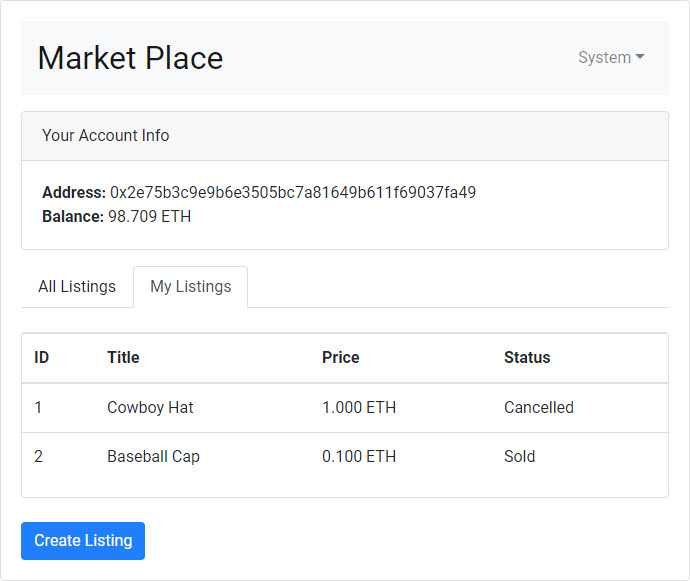 Market Place
System
Your Account Info
Address: 0x2e75b3c9e9b6e3505bc7a81649b611f69037fa49
Balance: 98.709 ETH
All Listings My Listings
ID Title Price Status
1 Cowboy Hat 1.000 ETH Cancelled
2 Baseball Cap 0.100 ETH Sold
Create Listing